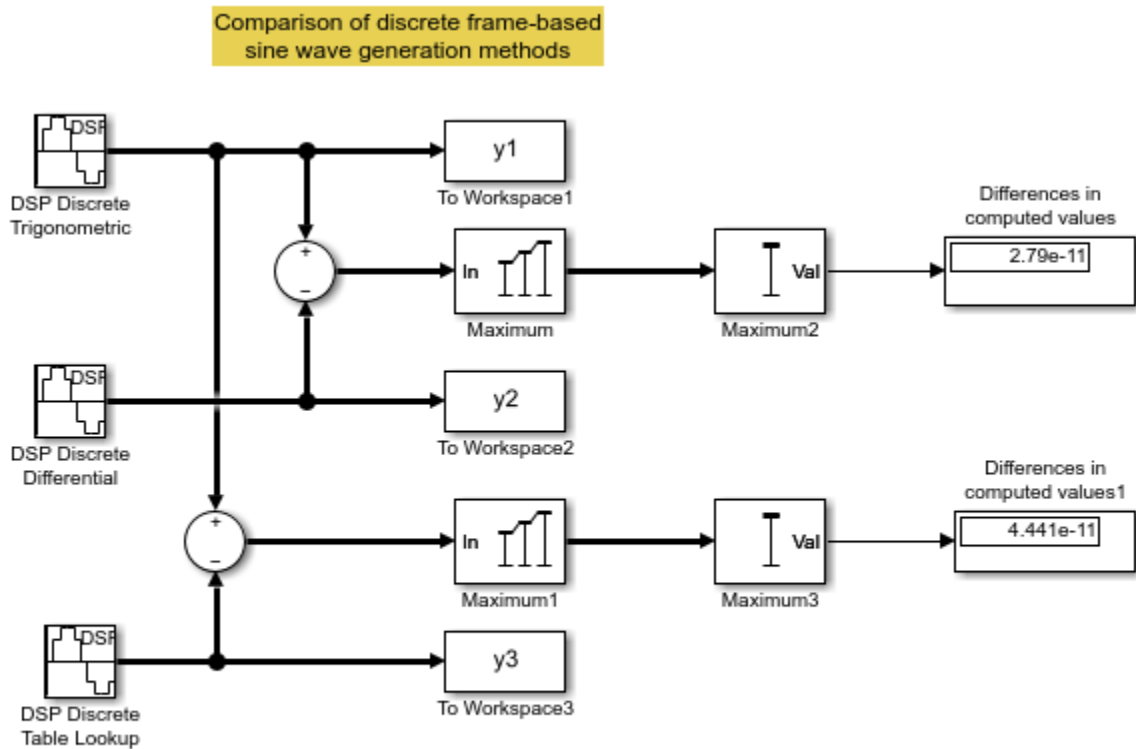 Comparison of discrete frame-based
sine wave generation methods
DSP
DSP Discrete
Trigonometric
y1
To Workspace1
+
−
In
Maximum
Val
Maximum2
Differences in
computed values
2.79e-11
DSP
DSP Discrete
Differential
y2
To Workspace2
+
−
In
Maximum1
Val
Maximum3
Differences in
computed values1
4.441e-11
DSP
DSP Discrete
Table Lookup
y3
To Workspace3